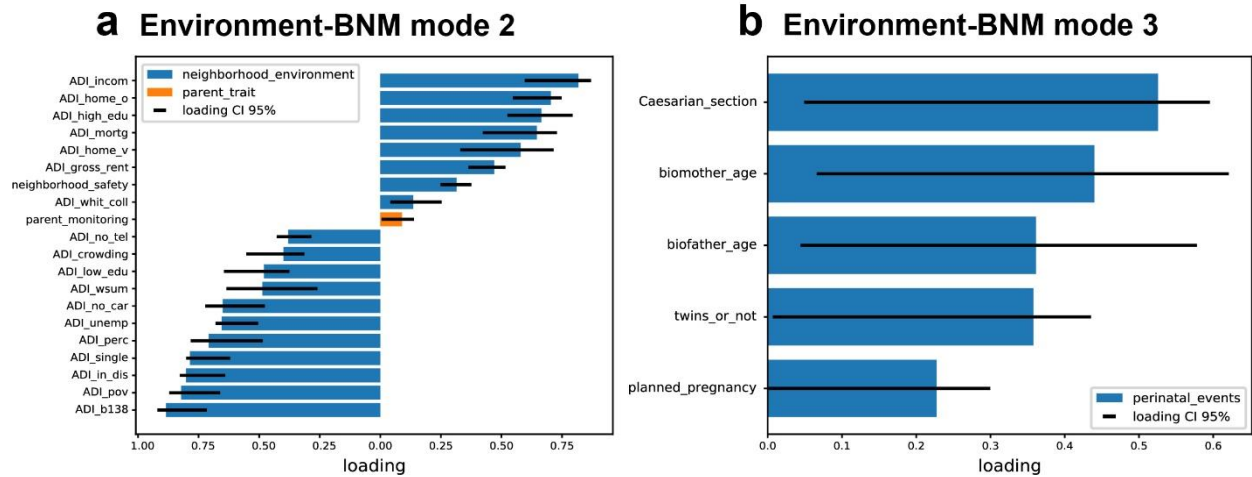 a Environment-BNM mode 2
ADI_incom
ADI_home_o
ADI_high_edu
ADI_mortg
ADI_home_v
ADI_gross_rent
neighborhood_safety
ADI_whit_coll
parent_monitoring
ADI_no_tel
ADI_crowding
ADI_low_edu
ADI_wsum
ADI_no_car
ADI_unemp
ADI_perc
ADI_single
ADI_in_dis
ADI_pov
ADI_b138
neighborhood_environment
parent_trait
loading CI 95%
1.00 0.75 0.50 0.25 0.00 0.25 0.50 0.75
loading
b Environment-BNM mode 3
Caesarian_section
biomother_age
biofather_age
twins_or_not
planned_pregnancy
perinatal_events
loading CI 95%
0.0 0.1 0.2 0.3 0.4 0.5 0.6
loading